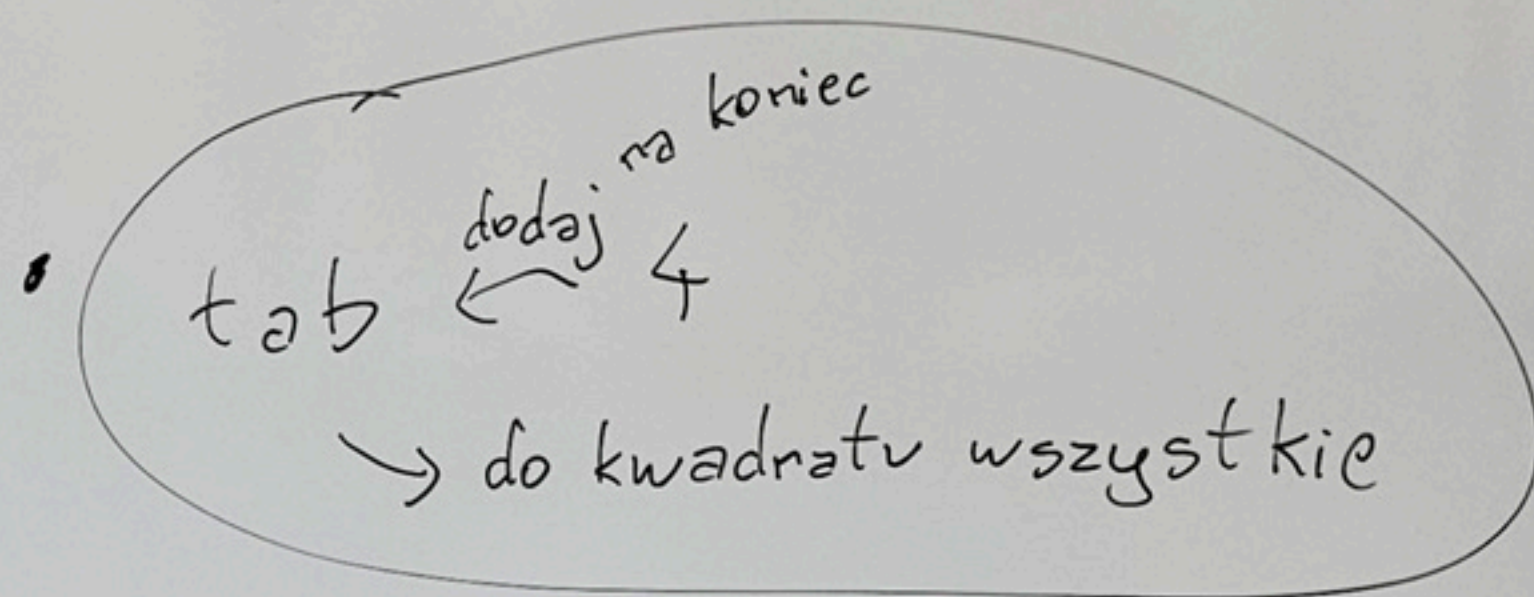 dodaj na koniec
tab ← 4
→ do kwadratu wszystkie